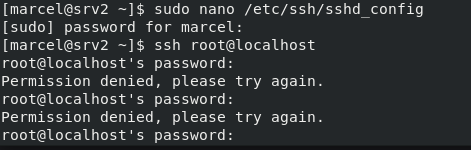 [marcel@srv2 ~]$ sudo nano /etc/ssh/sshd_config
[sudo] password for marcel:
[marcel@srv2 ~]$ ssh root@localhost
root@localhost's password:
Permission denied, please try again.
root@localhost's password:
Permission denied, please try again.
root@localhost's password: